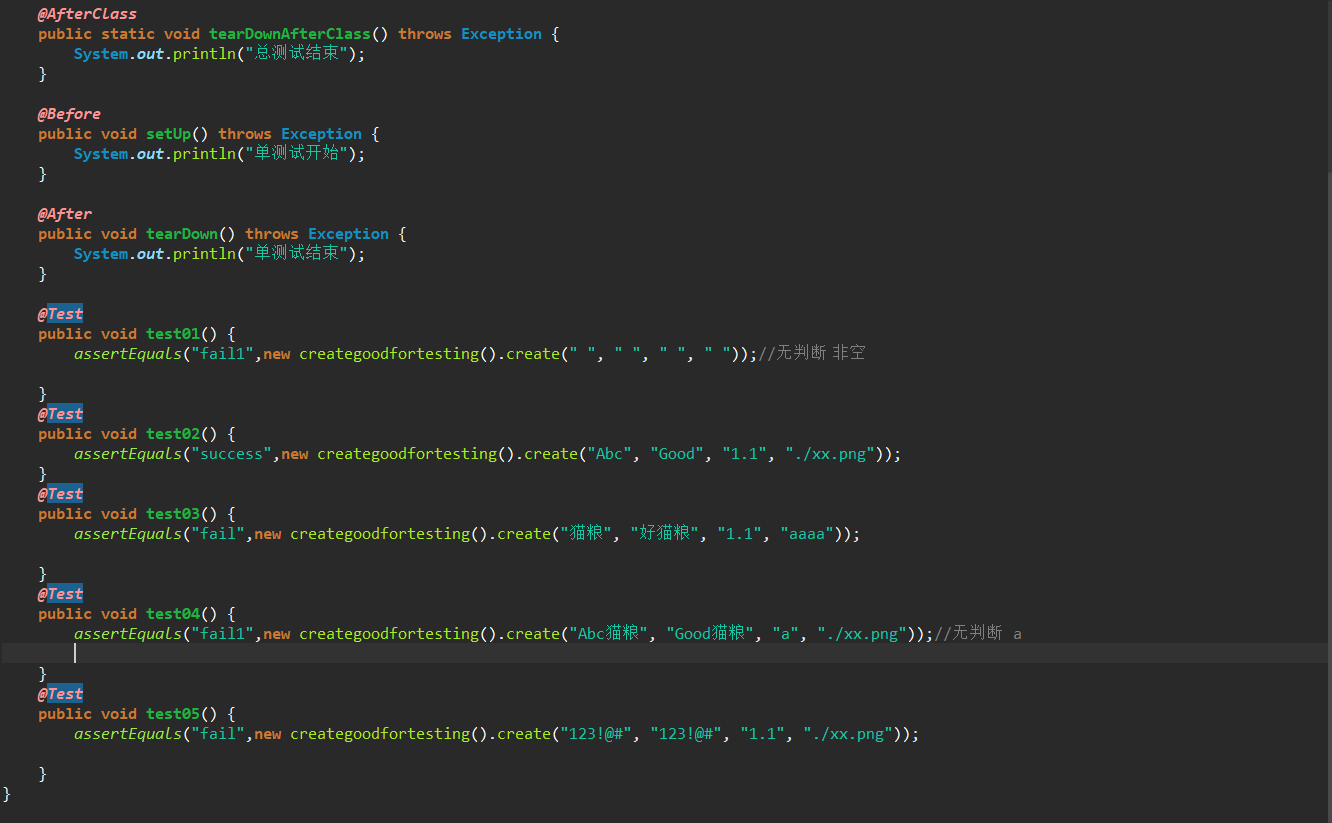 @AfterClass
public static void tearDownAfterClass() throws Exception {
System.out.println("总测试结束");
}
@Before
public void setUp() throws Exception {
System.out.println("单测试开始");
}
@After
public void tearDown() throws Exception {
System.out.println("单测试结束");
}
@Test
public void test01() {
assertEquals("fail1",new creategoodfortesting().create(" ", " ", " ", " "));//无判断 非空
}
@Test
public void test02() {
assertEquals("success",new creategoodfortesting().create("Abc", "Good", "1.1", "./xx.png"));
}
@Test
public void test03() {
assertEquals("fail",new creategoodfortesting().create("猫粮", "好猫粮", "1.1", "aaaa"));
}
@Test
public void test04() {
assertEquals("fail1",new creategoodfortesting().create("Abc猫粮", "Good猫粮", "a", "./xx.png"));//无判断 a
}
@Test
public void test05() {
assertEquals("fail",new creategoodfortesting().create("123!@#", "123!@#", "1.1", "./xx.png"));
}
}